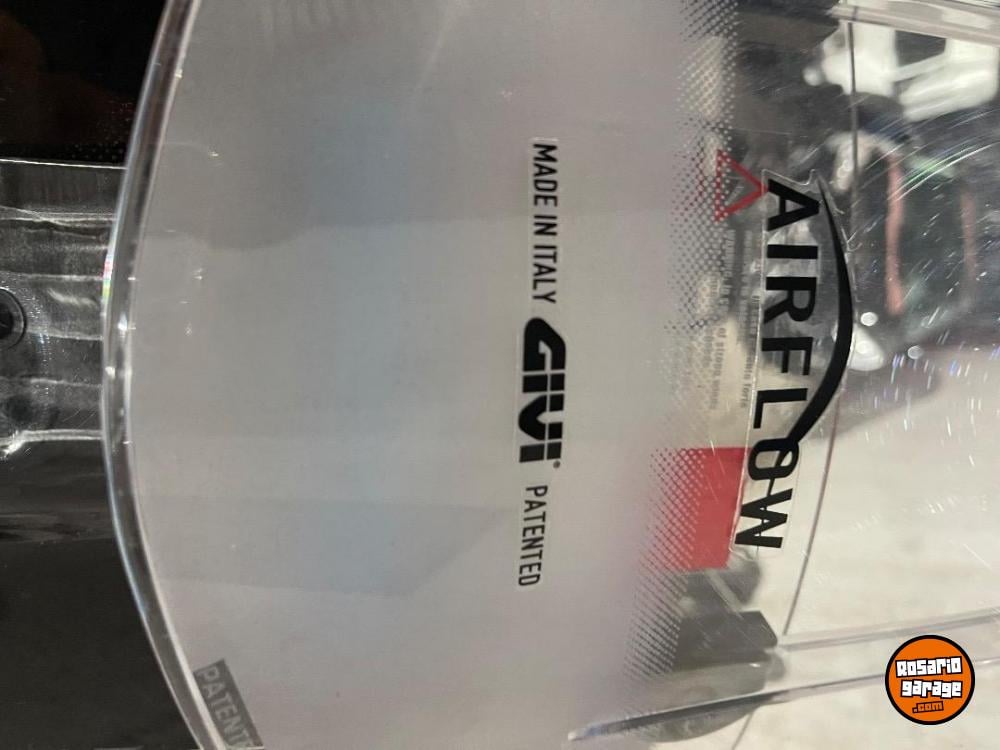 AIRFLOW
MADE IN ITALY GIVI® PATENTED
PATENT
ROSARIO
garage
.com